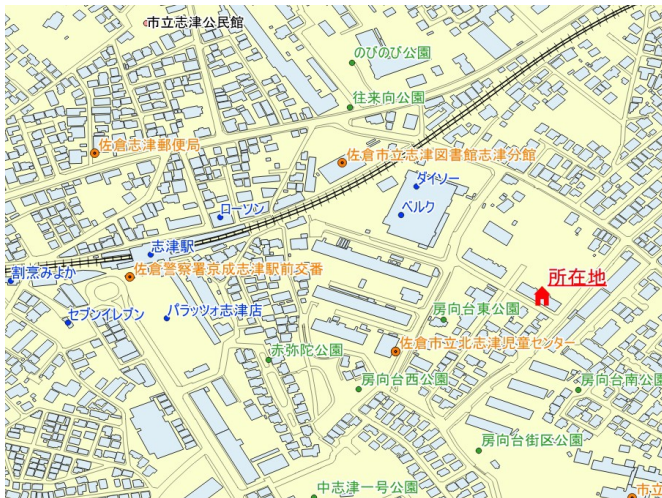 市立志津公民館
のびのび公園
往来向公園
佐倉志津郵便局
佐倉市立志津図書館志津分館
ダイソー
ローソン
ベルク
志津駅
割烹みよか
佐倉警察署京成志津駅前交番
所在地
セブンイレブン
パラッツォ志津店
房向台東公園
赤弥陀公園
佐倉市立北志津児童センター
房向台西公園
房向台南公園
房向台街区公園
中志津一号公園
市立